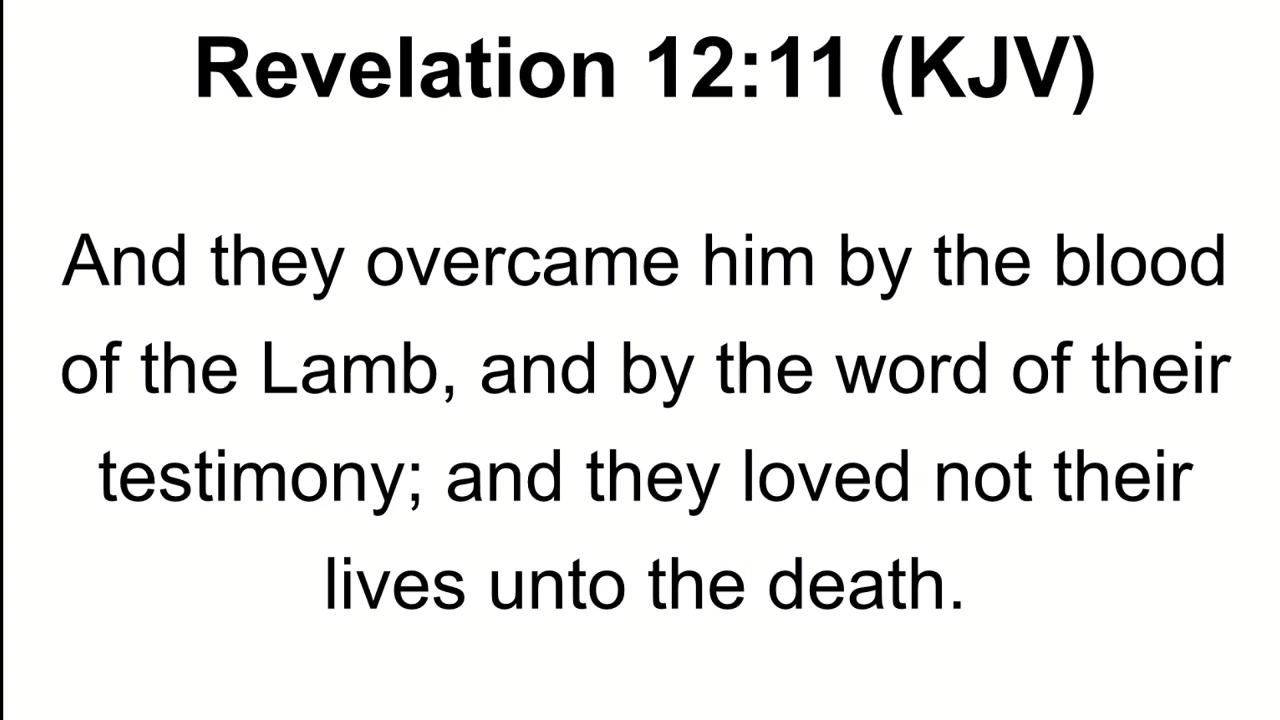 Revelation 12:11 (KJV)
And they overcame him by the blood
of the Lamb, and by the word of their
testimony; and they loved not their
lives unto the death.